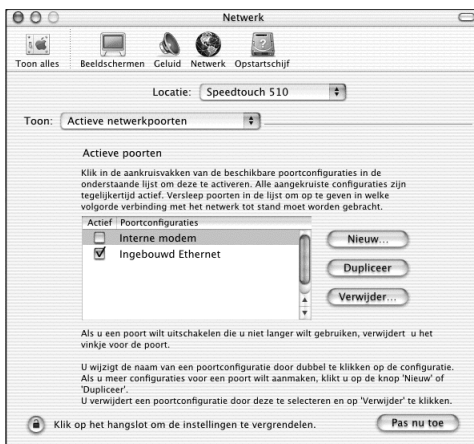 Netwerk
Toon alles Beeldschermen Geluid Netwerk Opstartschijf
Locatie: Speedtouch 510
Toon: Actieve netwerkpoorten
Actieve poorten
Klik in de aankruisvakken van de beschikbare poortconfiguraties in de
onderstaande lijst om deze te activeren. Alle aangekruiste configuraties zijn
tegelijkertijd actief. Versleep poorten in de lijst om op te geven in welke
volgorde verbinding met het netwerk tot stand moet worden gebracht.
Actief Poortconfiguraties
Interne modem
Ingebouwd Ethernet
Nieuw...
Dupliceer
Verwijder...
Als u een poort wilt uitschakelen die u niet langer wilt gebruiken, verwijdert u het
vinkje voor de poort.
U wijzigt de naam van een poortconfiguratie door dubbel te klikken op de configuratie.
Als u meer configuraties voor een poort wilt aanmaken, klikt u op de knop 'Nieuw' of
'Dupliceer'.
U verwijdert een poortconfiguratie door deze te selecteren en op 'Verwijder' te klikken.
Klik op het hangslot om de instellingen te vergrendelen.
Pas nu toe